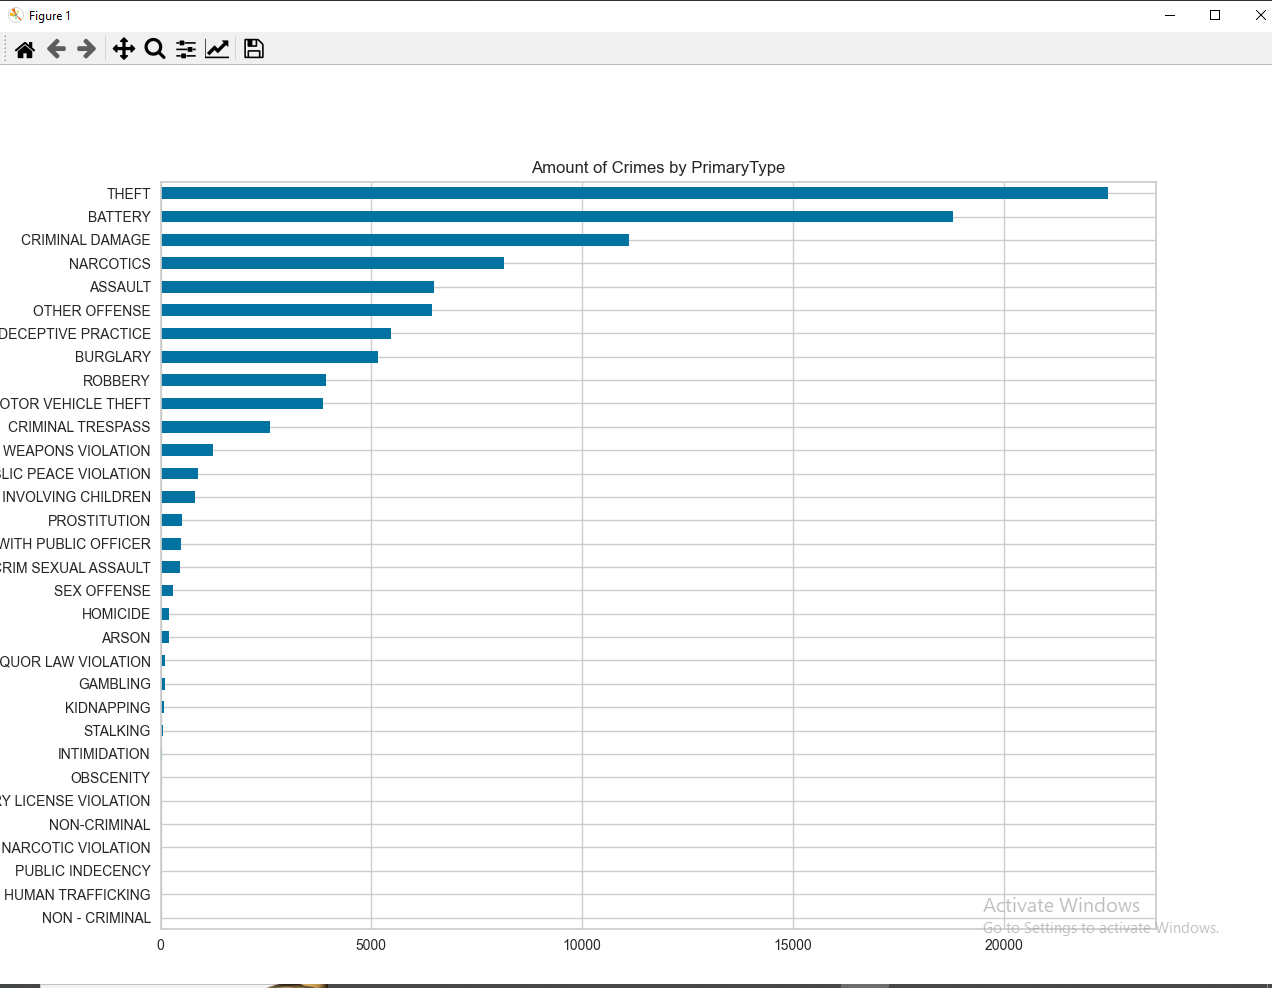 Figure 1
Amount of Crimes by PrimaryType
THEFT
BATTERY
CRIMINAL DAMAGE
NARCOTICS
ASSAULT
OTHER OFFENSE
DECEPTIVE PRACTICE
BURGLARY
ROBBERY
OTOR VEHICLE THEFT
CRIMINAL TRESPASS
WEAPONS VIOLATION
LIC PEACE VIOLATION
INVOLVING CHILDREN
PROSTITUTION
WITH PUBLIC OFFICER
CRIM SEXUAL ASSAULT
SEX OFFENSE
HOMICIDE
ARSON
QUOR LAW VIOLATION
GAMBLING
KIDNAPPING
STALKING
INTIMIDATION
OBSCENITY
Y LICENSE VIOLATION
NON-CRIMINAL
NARCOTIC VIOLATION
PUBLIC INDECENCY
HUMAN TRAFFICKING
NON - CRIMINAL
0 5000 10000 15000 20000
Activate Windows
Go to Settings to activate Windows.